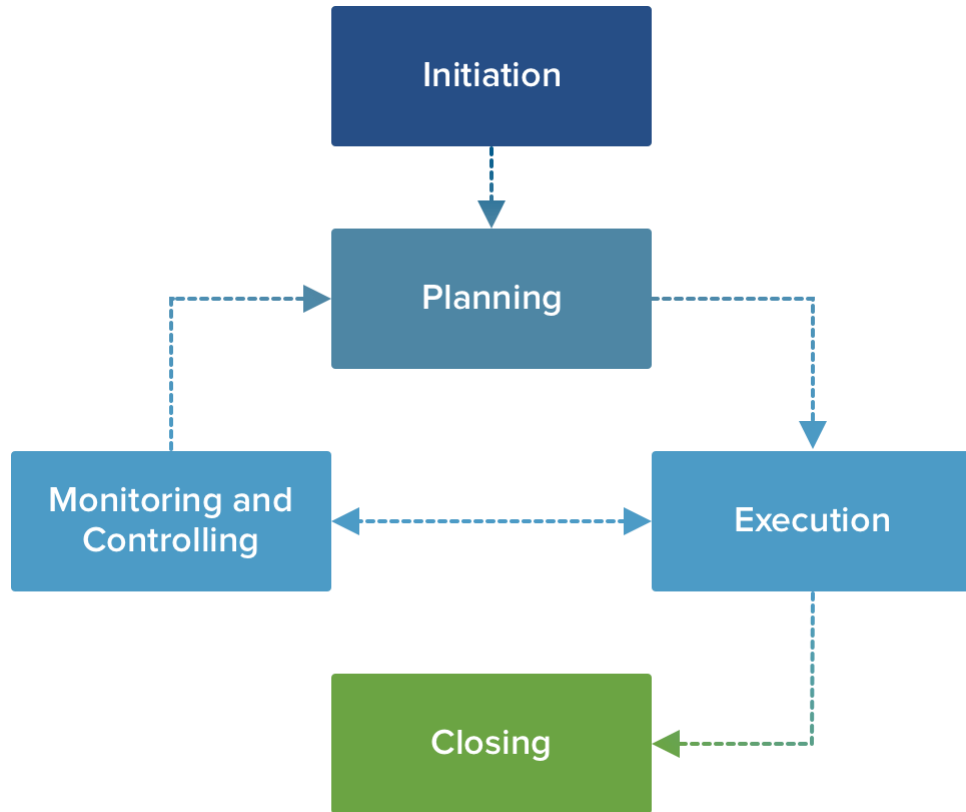 Initiation
Planning
Monitoring and
Controlling
Execution
Closing